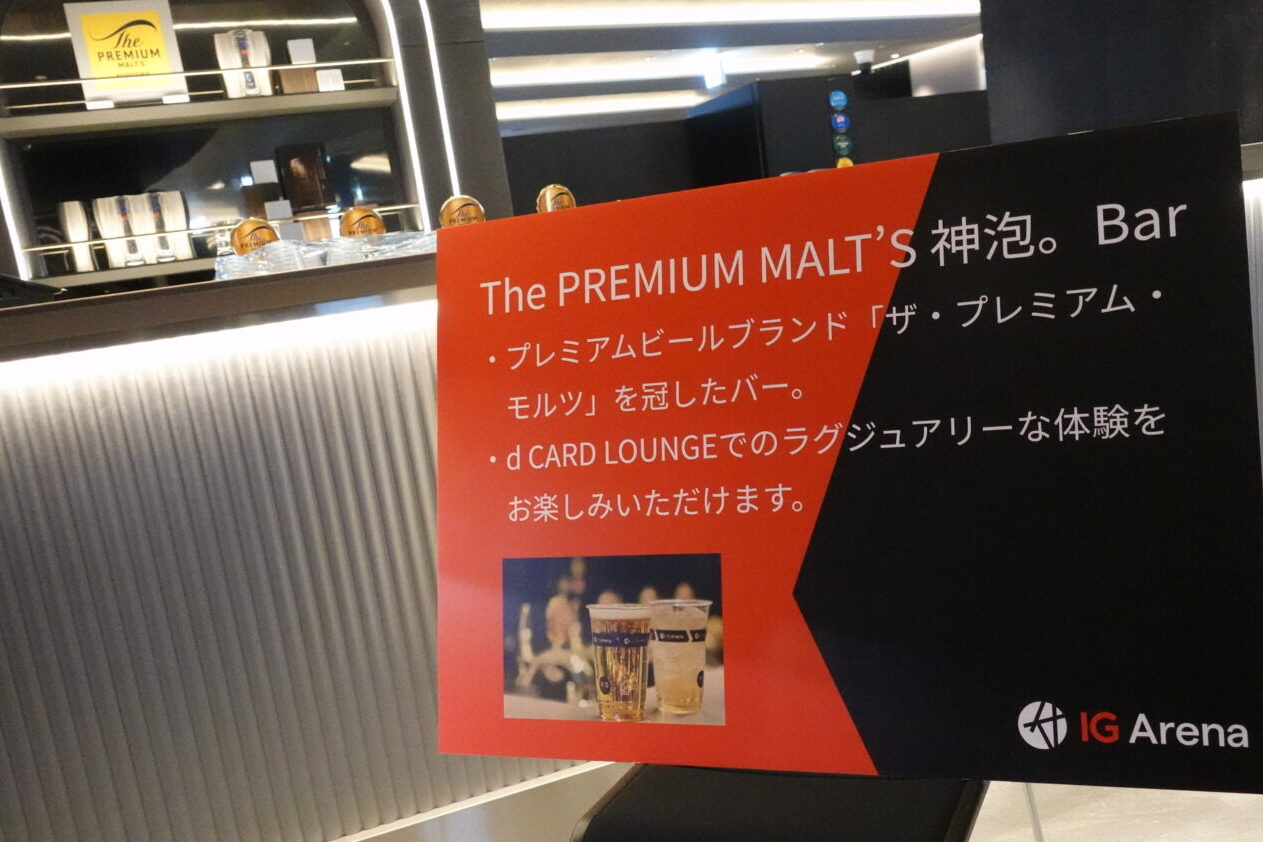 The
PREMIUM
MALT'S
The PREMIUM MALT'S 神泡。Bar
・プレミアムビールブランド「ザ・プレミアム・
モルツ」を冠したバー。
・d CARD LOUNGEでのラグジュアリーな体験を
お楽しみいただけます。
IG Arena